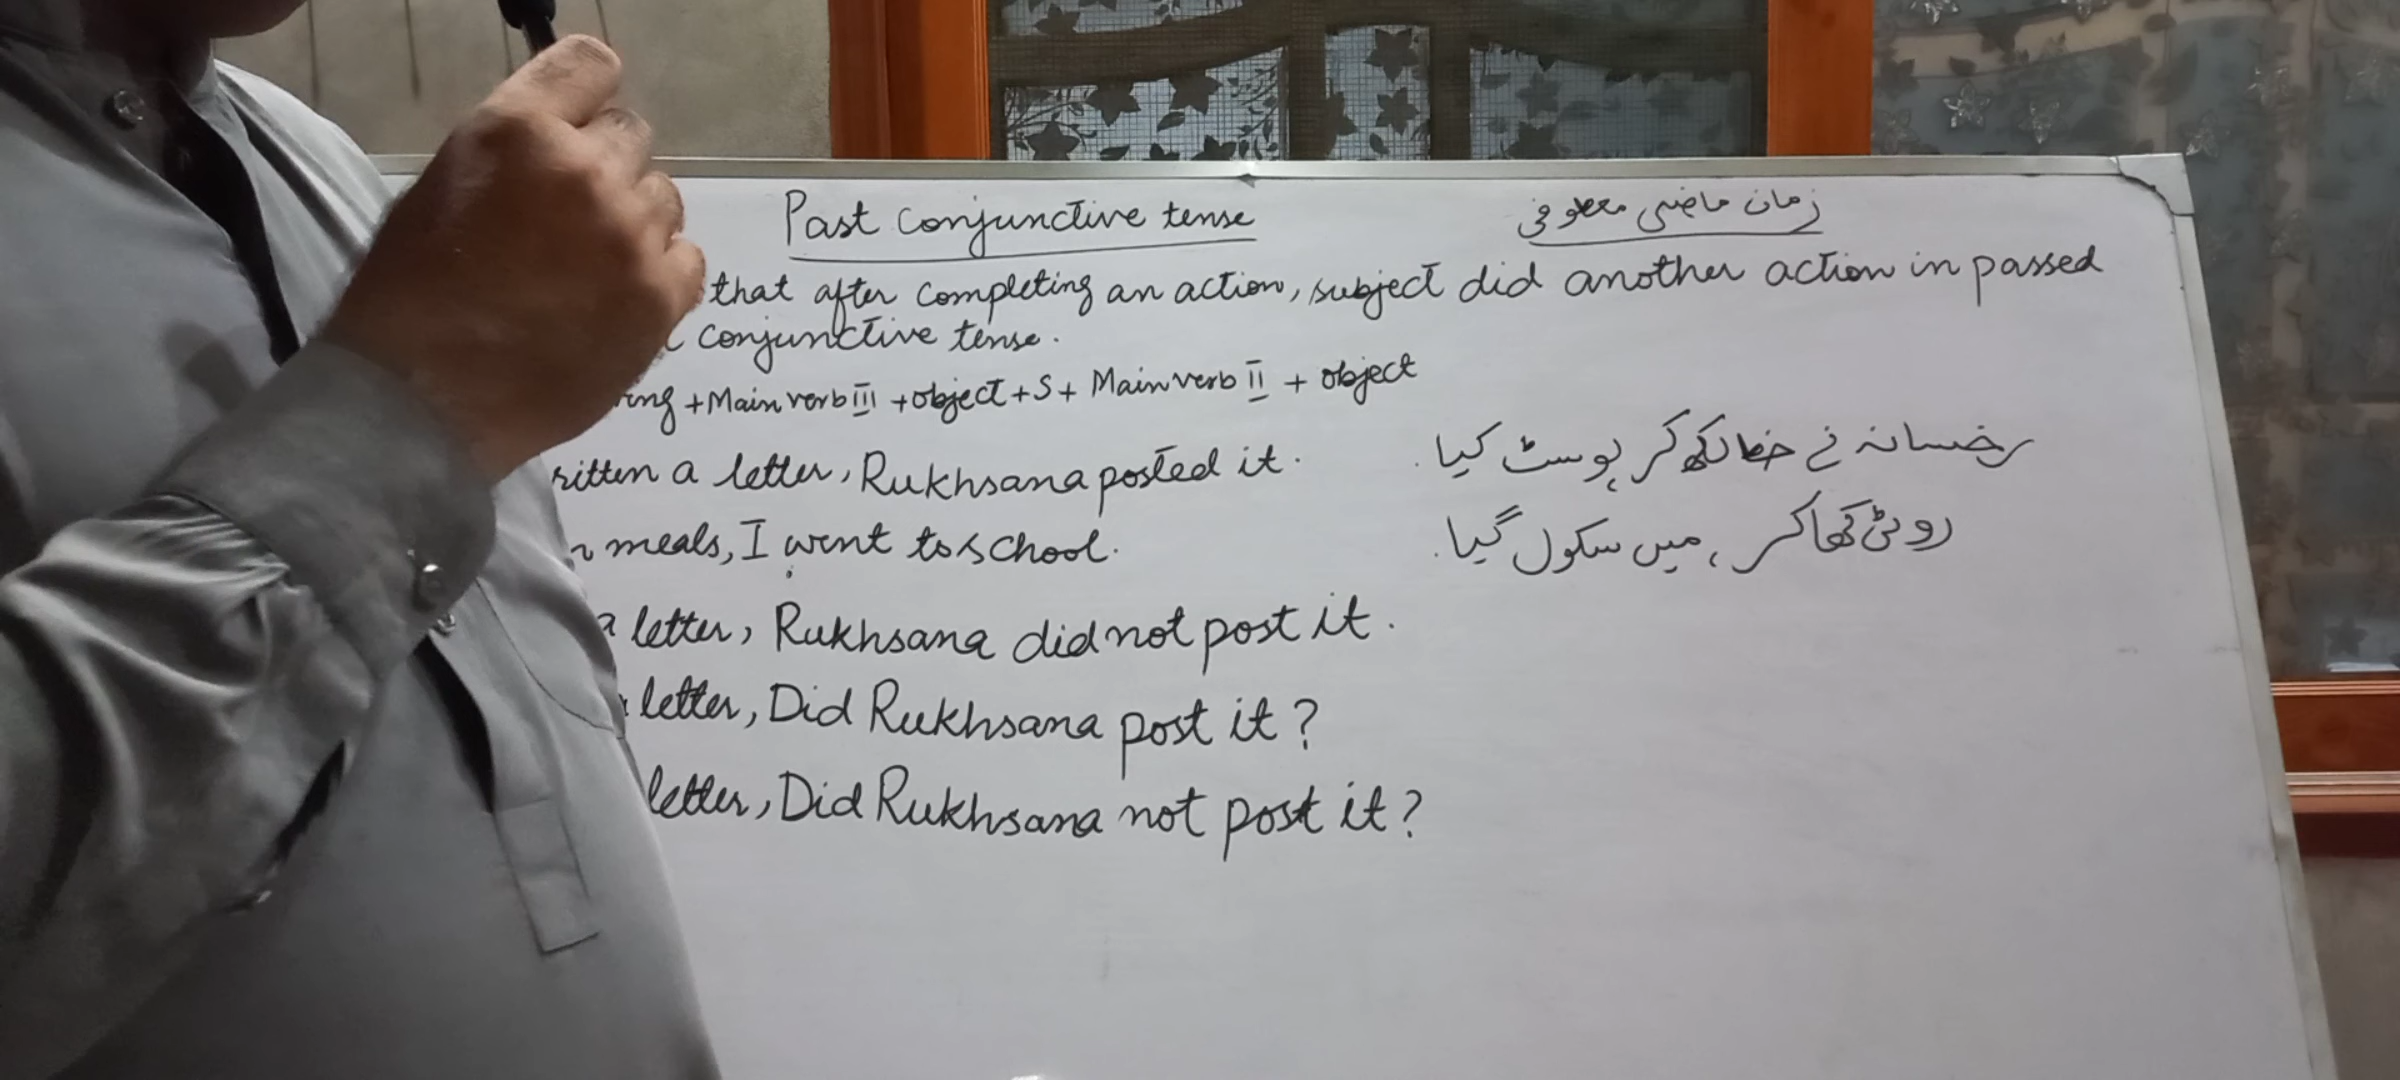 Past Conjunctive tense زمان ماضی معطوفی
that after completing an action, subject did another action in passed
conjunctive tense.
+ Main verb III + object + S + Main verb II + object
a letter, Rukhsana posted it. رخسانہ نے خط لکھ کر پوسٹ کیا.
meals, I went to school. روٹی کھا کر، میں سکول گیا.
a letter, Rukhsana did not post it.
letter, Did Rukhsana post it?
letter, Did Rukhsana not post it?